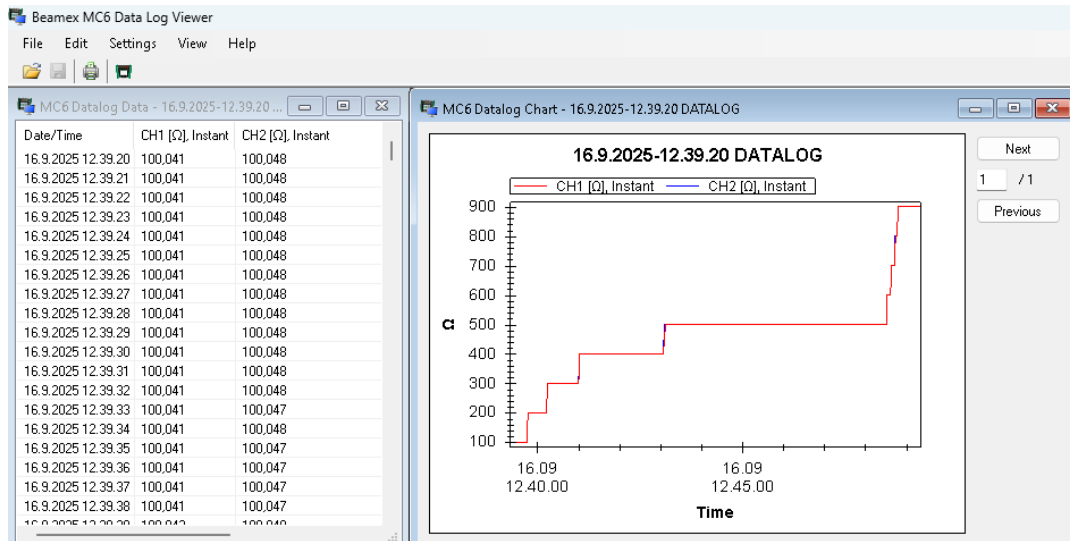 Beamex MC6 Data Log Viewer
File Edit Settings View Help
MC6 Datalog Data - 16.9.2025-12.39.20 ...
Date/Time CH1 [Ω], Instant CH2 [Ω], Instant
16.9.2025 12.39.20 100,041 100,048
16.9.2025 12.39.21 100,041 100,048
16.9.2025 12.39.22 100,041 100,048
16.9.2025 12.39.23 100,041 100,048
16.9.2025 12.39.24 100,041 100,048
16.9.2025 12.39.25 100,041 100,048
16.9.2025 12.39.26 100,041 100,048
16.9.2025 12.39.27 100,041 100,048
16.9.2025 12.39.28 100,041 100,048
16.9.2025 12.39.29 100,041 100,048
16.9.2025 12.39.30 100,041 100,048
16.9.2025 12.39.31 100,041 100,048
16.9.2025 12.39.32 100,041 100,048
16.9.2025 12.39.33 100,041 100,047
16.9.2025 12.39.34 100,041 100,048
16.9.2025 12.39.35 100,041 100,047
16.9.2025 12.39.36 100,041 100,047
16.9.2025 12.39.37 100,041 100,047
16.9.2025 12.39.38 100,041 100,047
MC6 Datalog Chart - 16.9.2025-12.39.20 DATALOG
16.9.2025-12.39.20 DATALOG
CH1 [Ω], Instant CH2 [Ω], Instant
900
800
700
600
500
400
300
200
100
Ω
16.09 16.09
12.40.00 12.45.00
Time
Next
1 / 1
Previous